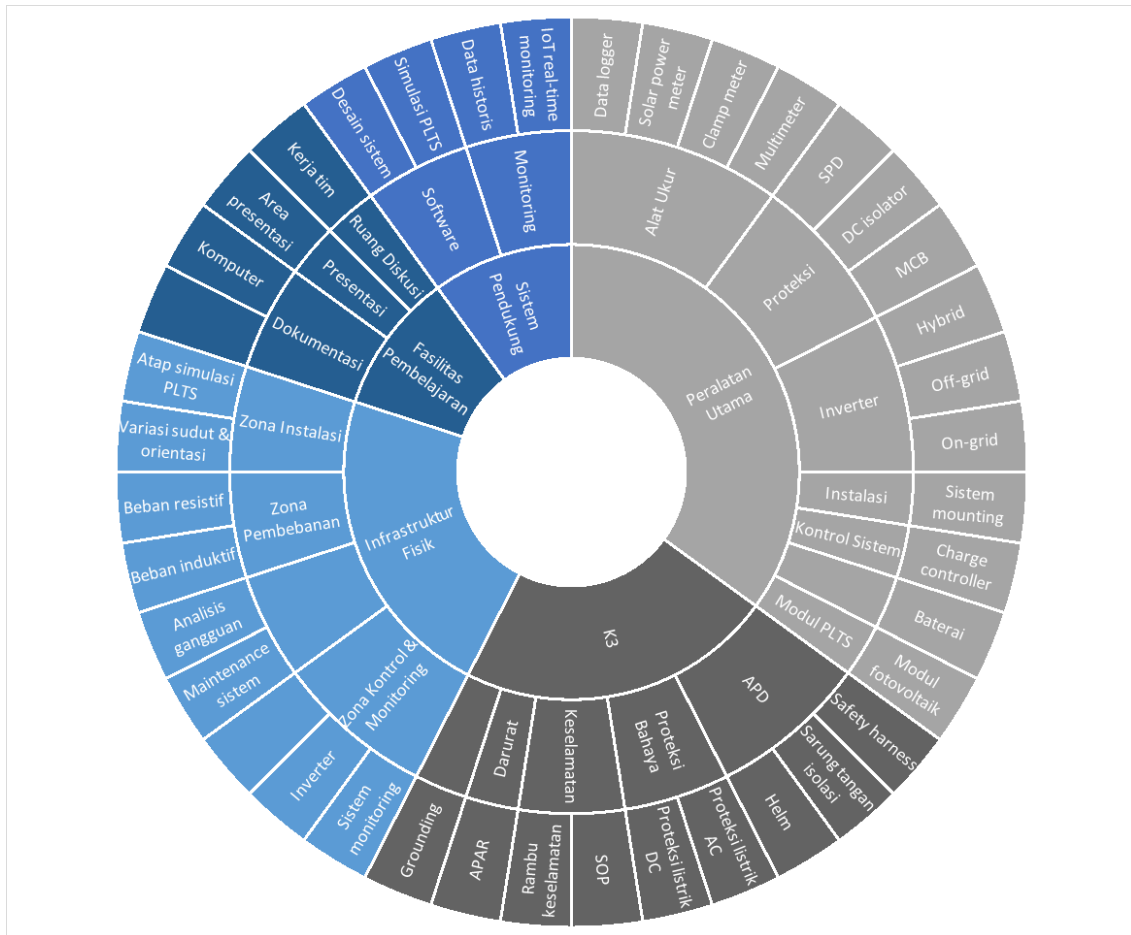 Peralatan
Utama
Alat Ukur
Data logger
Solar power
meter
Clamp meter
Multimeter
Proteksi
SPD
DC isolator
MCB
Inverter
Hybrid
Off-grid
On-grid
Instalasi
Sistem
mounting
Kontrol Sistem
Charge
controller
Baterai
Modul PLTS
Modul
fotovoltaik
K3
APD
Safety harness
Sarung tangan
isolasi
Helm
Proteksi
Bahaya
Proteksi listrik
AC
Proteksi listrik
DC
Keselamatan
SOP
Rambu
keselamatan
Darurat
APAR
Grounding
Infrastruktur
Fisik
Zona Kontrol &
Monitoring
Sistem
monitoring
Inverter
Maintenance
sistem
Analisis
gangguan
Zona
Pembebanan
Beban induktif
Beban resistif
Zona Instalasi
Variasi sudut &
orientasi
Atap simulasi
PLTS
Fasilitas
Pembelajaran
Dokumentasi
Komputer
Presentasi
Area
presentasi
Ruang Diskusi
Kerja tim
Sistem
Pendukung
Software
Desain sistem
Simulasi PLTS
Monitoring
Data historis
IoT real-time
monitoring